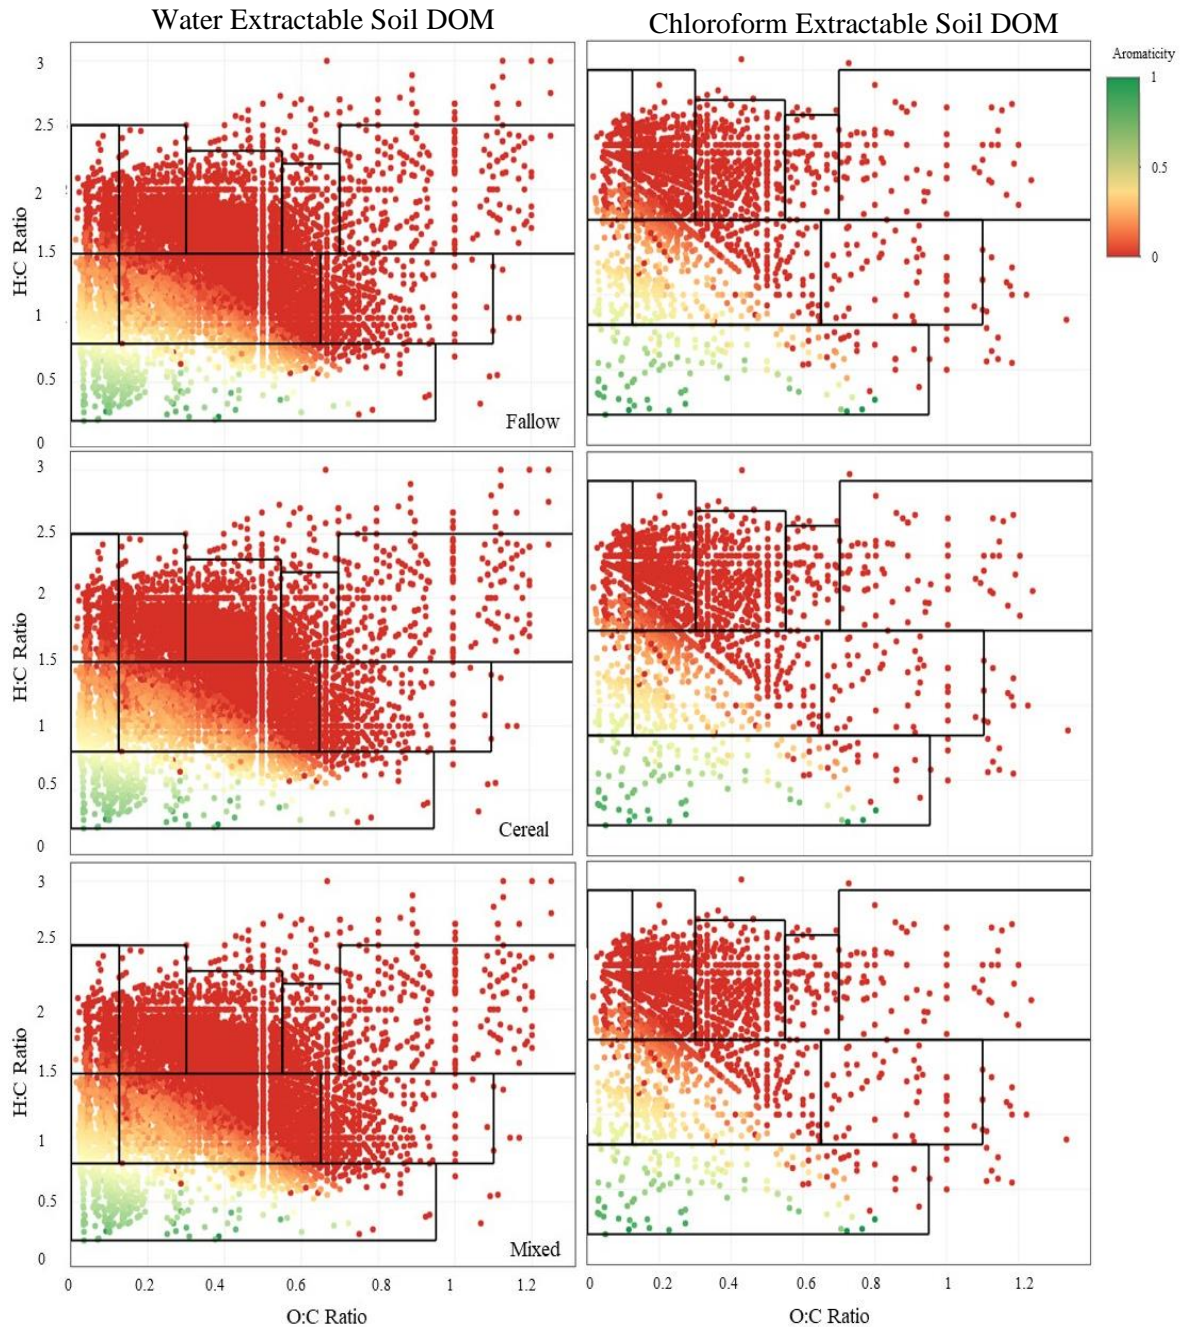 Water Extractable Soil DOM
Chloroform Extractable Soil DOM
Aromaticity
1
0.5
0
3
2.5
2
1.5
1
0.5
0
H:C Ratio
Fallow
3
2.5
2
1.5
1
0.5
0
H:C Ratio
Cereal
3
2.5
2
1.5
1
0.5
0
H:C Ratio
Mixed
0 0.2 0.4 0.6 0.8 1 1.2
0 0.2 0.4 0.6 0.8 1 1.2
O:C Ratio
O:C Ratio